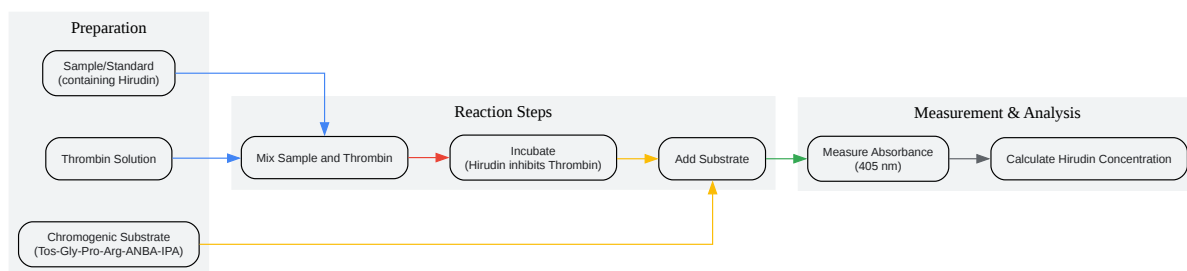 Preparation
Sample/Standard
(containing Hirudin)
Thrombin Solution
Chromogenic Substrate
(Tos-Gly-Pro-Arg-ANBA-IPA)
Reaction Steps
Mix Sample and Thrombin
Incubate
(Hirudin inhibits Thrombin)
Add Substrate
Measurement & Analysis
Measure Absorbance
(405 nm)
Calculate Hirudin Concentration